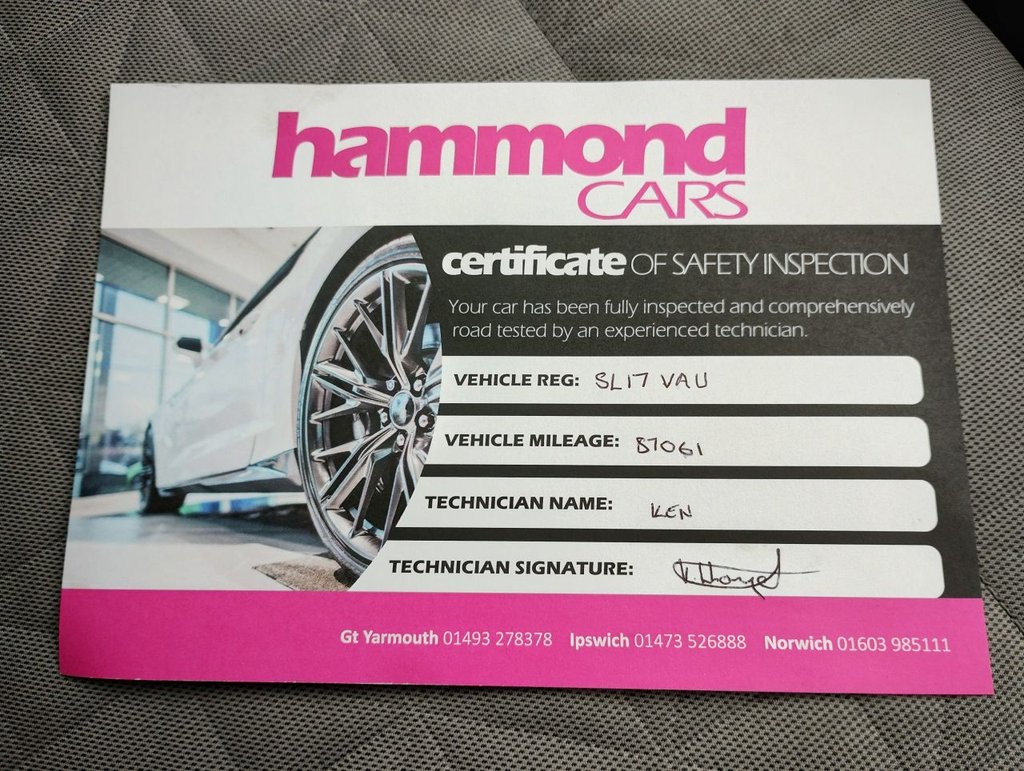 hammond
CARS
certificate OF SAFETY INSPECTION
Your car has been fully inspected and comprehensively
road tested by an experienced technician.
VEHICLE REG: SL17 VAU
VEHICLE MILEAGE: 87061
TECHNICIAN NAME: KEN
TECHNICIAN SIGNATURE:
Gt Yarmouth 01493 278378 Ipswich 01473 526888 Norwich 01603 985111